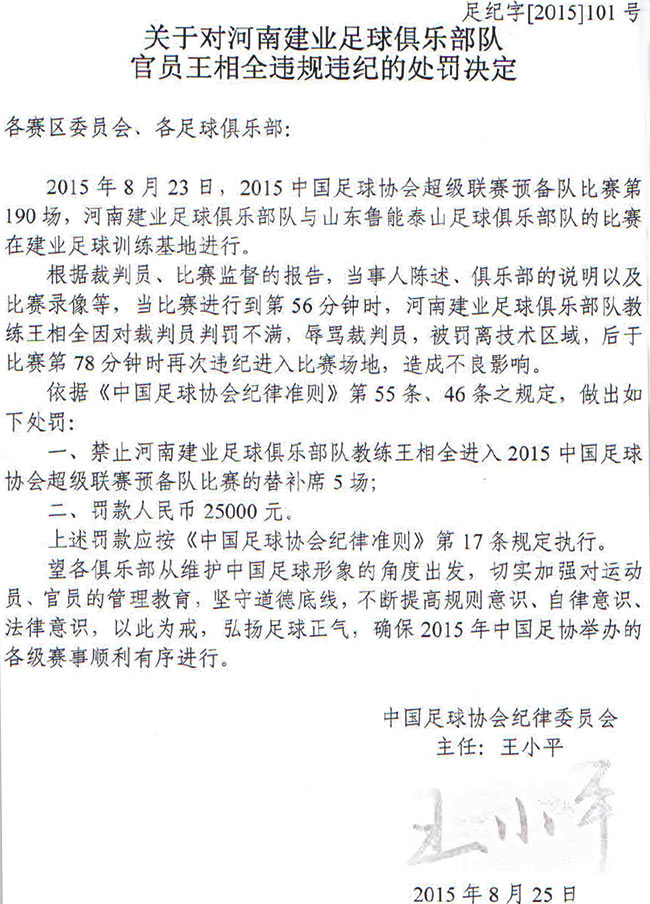 足纪字[2015]101 号
关于对河南建业足球俱乐部队
官员王相全违规违纪的处罚决定
各赛区委员会、各足球俱乐部：
2015 年 8 月 23 日，2015 中国足球协会超级联赛预备队比赛第
190 场，河南建业足球俱乐部队与山东鲁能泰山足球俱乐部队的比赛
在建业足球训练基地进行。
根据裁判员、比赛监督的报告，当事人陈述、俱乐部的说明以及
比赛录像等，当比赛进行到第 56 分钟时，河南建业足球俱乐部队教
练王相全因对裁判员判罚不满，辱骂裁判员，被罚离技术区域，后于
比赛第 78 分钟时再次违纪进入比赛场地，造成不良影响。
依据《中国足球协会纪律准则》第 55 条、46 条之规定，做出如
下处罚：
一、禁止河南建业足球俱乐部队教练王相全进入 2015 中国足球
协会超级联赛预备队比赛的替补席 5 场；
二、罚款人民币 25000 元。
上述罚款应按《中国足球协会纪律准则》第 17 条规定执行。
望各俱乐部从维护中国足球形象的角度出发，切实加强对运动
员、官员的管理教育，坚守道德底线，不断提高规则意识、自律意识、
法律意识，以此为戒，弘扬足球正气，确保 2015 年中国足协举办的
各级赛事顺利有序进行。
中国足球协会纪律委员会
主任：王小平
王小平
2015 年 8 月 25 日